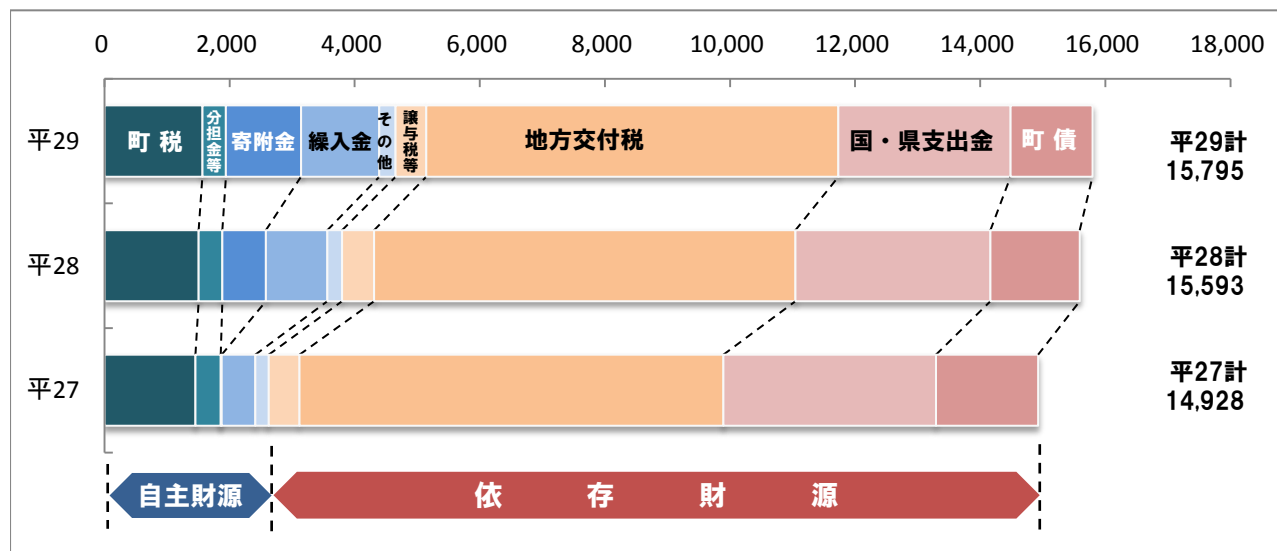 0 2,000 4,000 6,000 8,000 10,000 12,000 14,000 16,000 18,000
平29
町 税
分担金等
寄附金
繰入金
その他
譲与税等
地方交付税
国・県支出金
町 債
平29計
15,795
平28
平28計
15,593
平27
平27計
14,928
自主財源
依 存 財 源